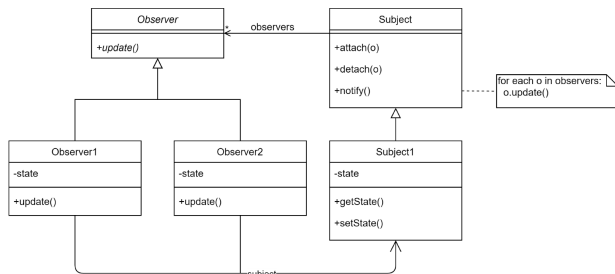 Observer
+update()
*
observers
Subject
+attach(o)
+detach(o)
+notify()
for each o in observers:
o.update()
Observer1
-state
+update()
Observer2
-state
+update()
Subject1
-state
+getState()
+setState()
subject